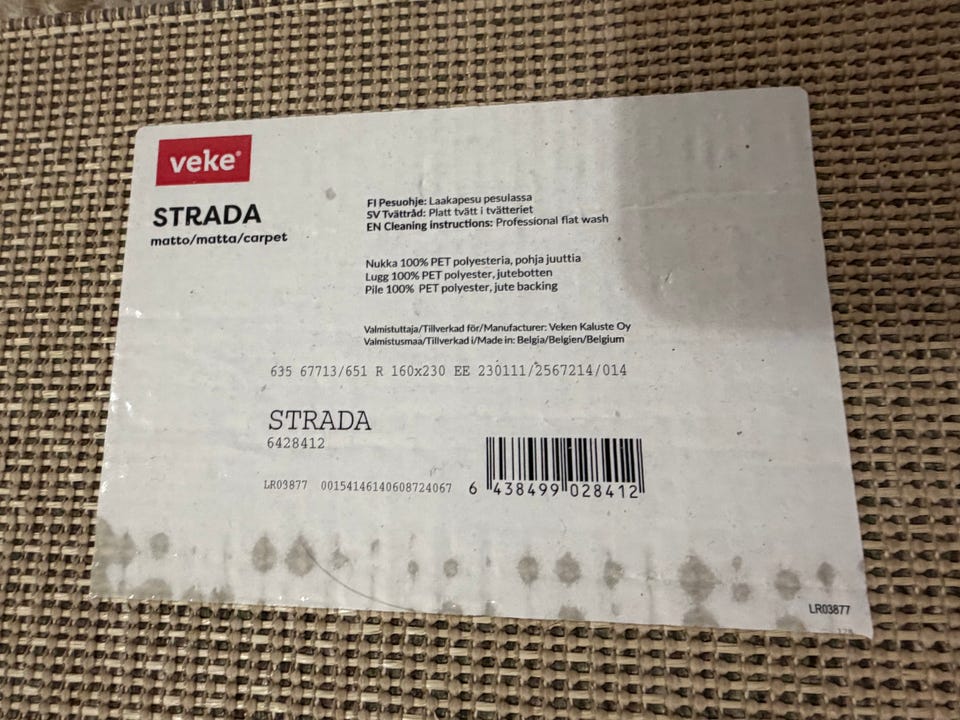 veke®
STRADA
matto/matta/carpet
FI Pesuohje: Laakapesu pesulassa
SV Tvättråd: Platt tvätt i tvätteriet
EN Cleaning instructions: Professional flat wash
Nukka 100% PET polyesteria, pohja juuttia
Lugg 100% PET polyester, jutebotten
Pile 100% PET polyester, jute backing
Valmistuttaja/Tillverkad för/Manufacturer: Veken Kaluste Oy
Valmistusmaa/Tillverkad i/Made in: Belgia/Belgien/Belgium
635 67713/651 R 160x230 EE 230111/2567214/014
STRADA
6428412
LR03877 00154146140608724067
6 438499 028412
LR03877